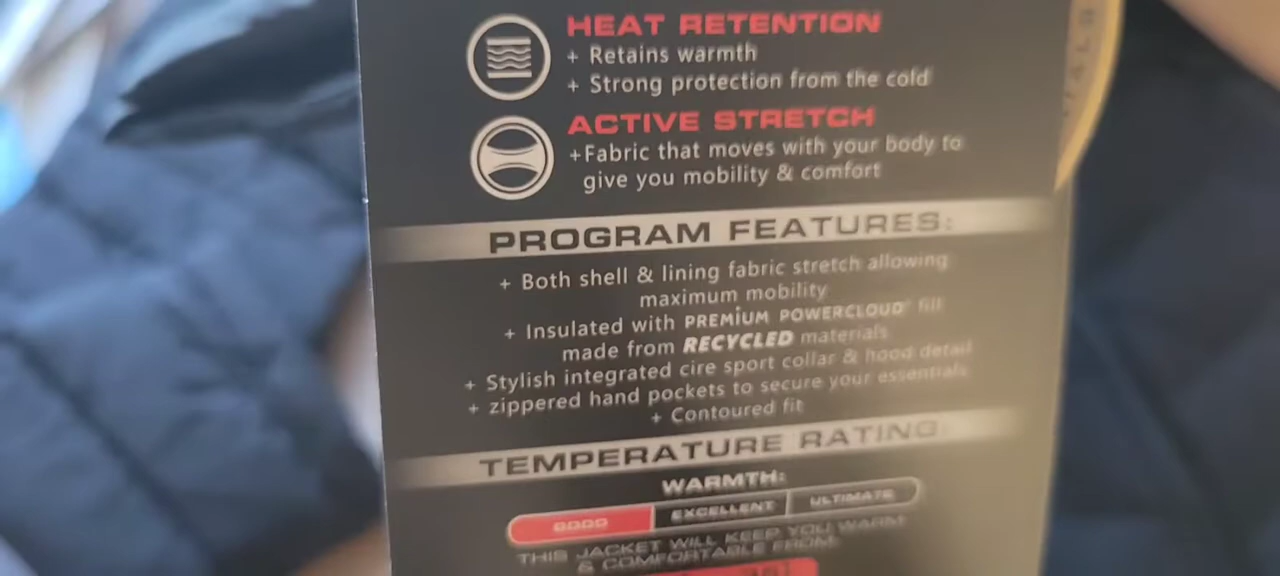 HEAT RETENTION
+ Retains warmth
+ Strong protection from the cold
ACTIVE STRETCH
+Fabric that moves with your body to
give you mobility & comfort
PROGRAM FEATURES:
+ Both shell & lining fabric stretch allowing
maximum mobility
+ Insulated with PREMiUM POWERCLOUD fill
made from RECYCLED materials
+ Stylish integrated cire sport collar & hood detail
+ zippered hand pockets to secure your essentials
+ Contoured fit
TEMPERATURE RATING:
WARMTH:
GOOD EXCELLENT ULTIMATE
THIS JACKET WILL KEEP YOU WARM
& COMFORTABLE FROM: